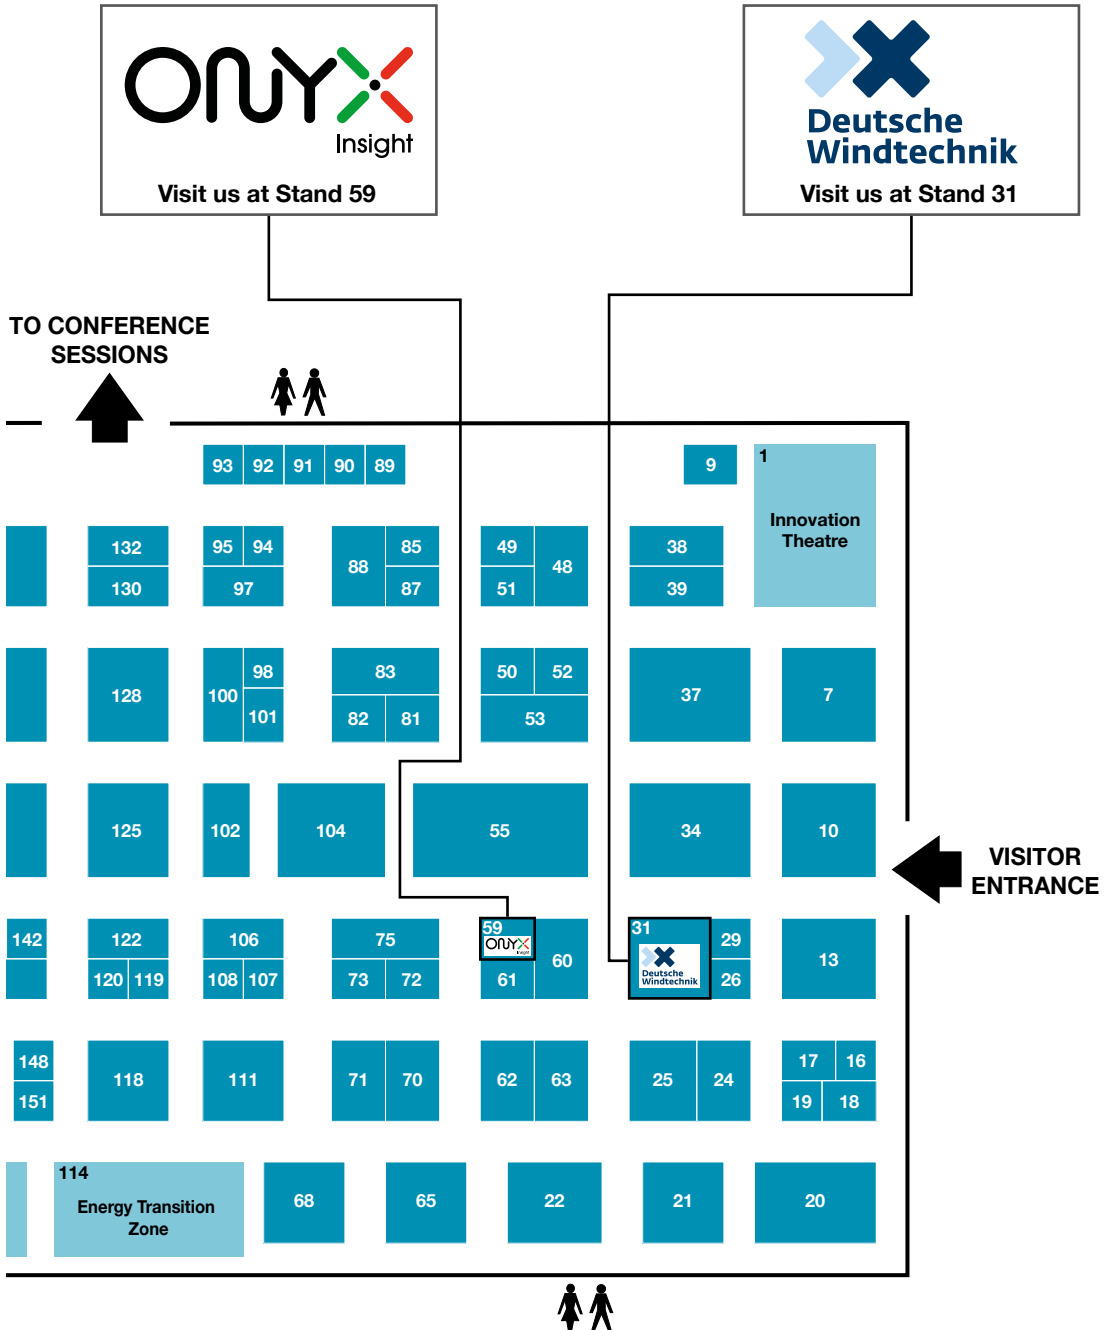 ONYX
Insight
Visit us at Stand 59
Deutsche
Windtechnik
Visit us at Stand 31
TO CONFERENCE
SESSIONS
93 92 91 90 89 9 1
Innovation
Theatre
132 95 94 88 85 49 48 38
130 97 87 51 39
128 100 98 83 50 52 37 7
101 82 81 53
125 102 104 55 34 10
VISITOR
ENTRANCE
142 122 106 75 59 60 31 29 13
ONYX
Insight
Deutsche
Windtechnik
120 119 108 107 73 72 61 26
148 118 111 71 70 62 63 25 24 17 16
151 19 18
114
Energy Transition
Zone
68 65 22 21 20